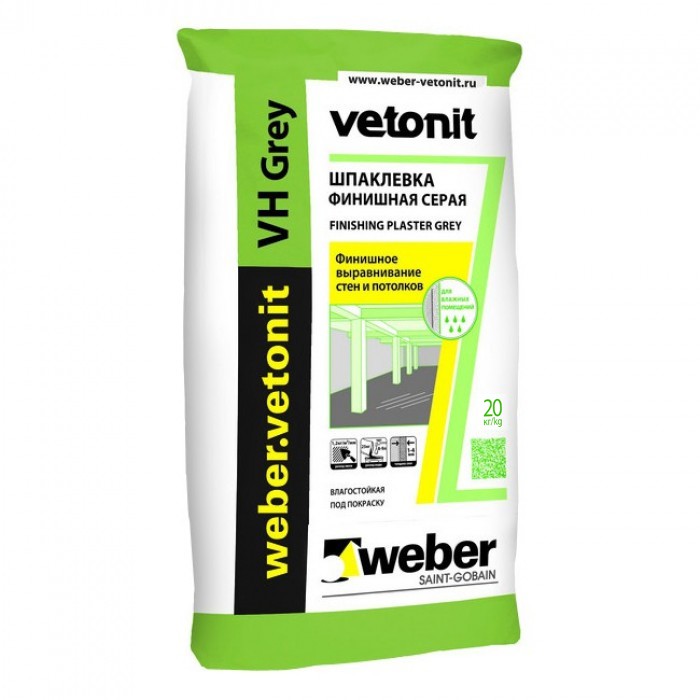 www.weber-vetonit.ru
vetonit
ШПАКЛЕВКА
ФИНИШНАЯ СЕРАЯ
FINISHING PLASTER GREY
Финишное
выравнивание
стен и потолков
ДЛЯ
ВЛАЖНЫХ
ПОМЕЩЕНИЙ
20
кг/kg
ВЛАГОСТОЙКАЯ
ПОД ПОКРАСКУ
weber
SAINT-GOBAIN
weber.vetonit
VH Grey